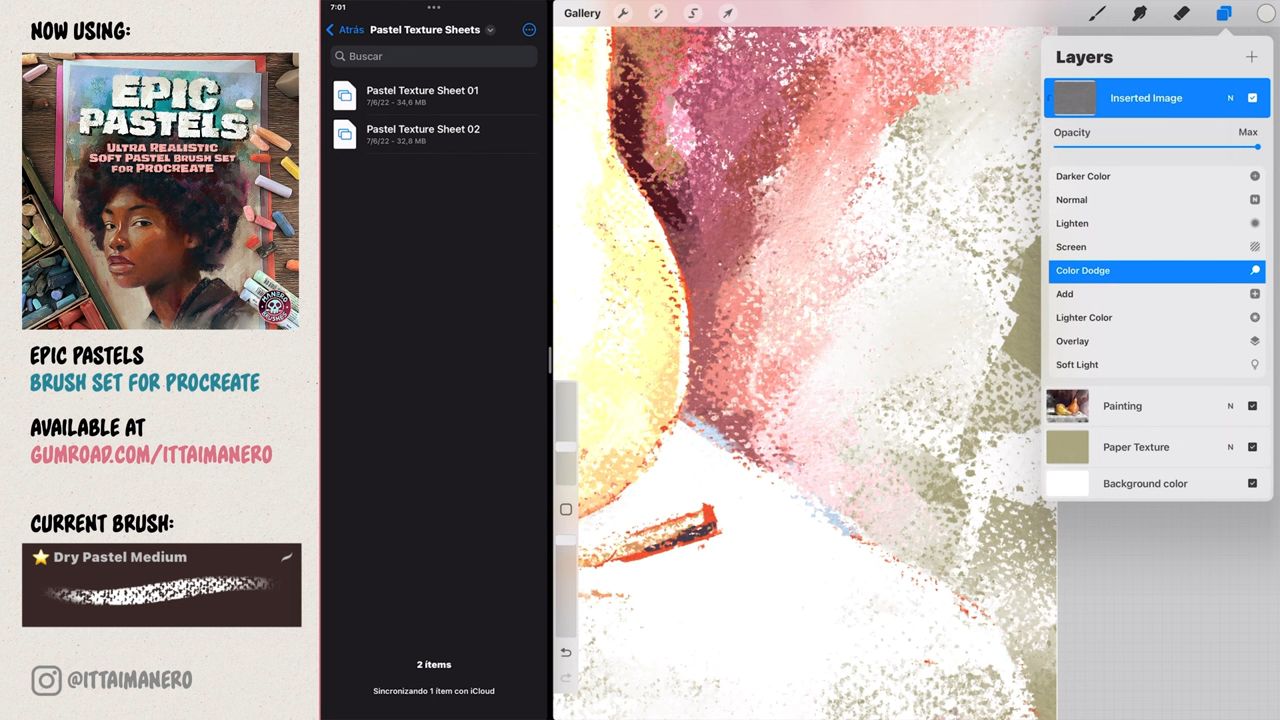 NOW USING:
EPIC
PASTELS
ULTRA REALISTIC
SOFT PASTEL BRUSH SET
FOR PROCREATE
MANERO
BRUSHES
EPIC PASTELS
BRUSH SET FOR PROCREATE
AVAILABLE AT
GUMROAD.COM/ITTAIMANERO
CURRENT BRUSH:
Dry Pastel Medium
@ITTAIMANERO
7:01
Atrás Pastel Texture Sheets
Buscar
Pastel Texture Sheet 01
7/6/22 - 34,6 MB
Pastel Texture Sheet 02
7/6/22 - 32,8 MB
2 ítems
Sincronizando 1 ítem con iCloud
Gallery
Layers
Inserted Image N
Opacity Max
Darker Color
Normal N
Lighten
Screen
Color Dodge
Add
Lighter Color
Overlay
Soft Light
Painting N
Paper Texture N
Background color